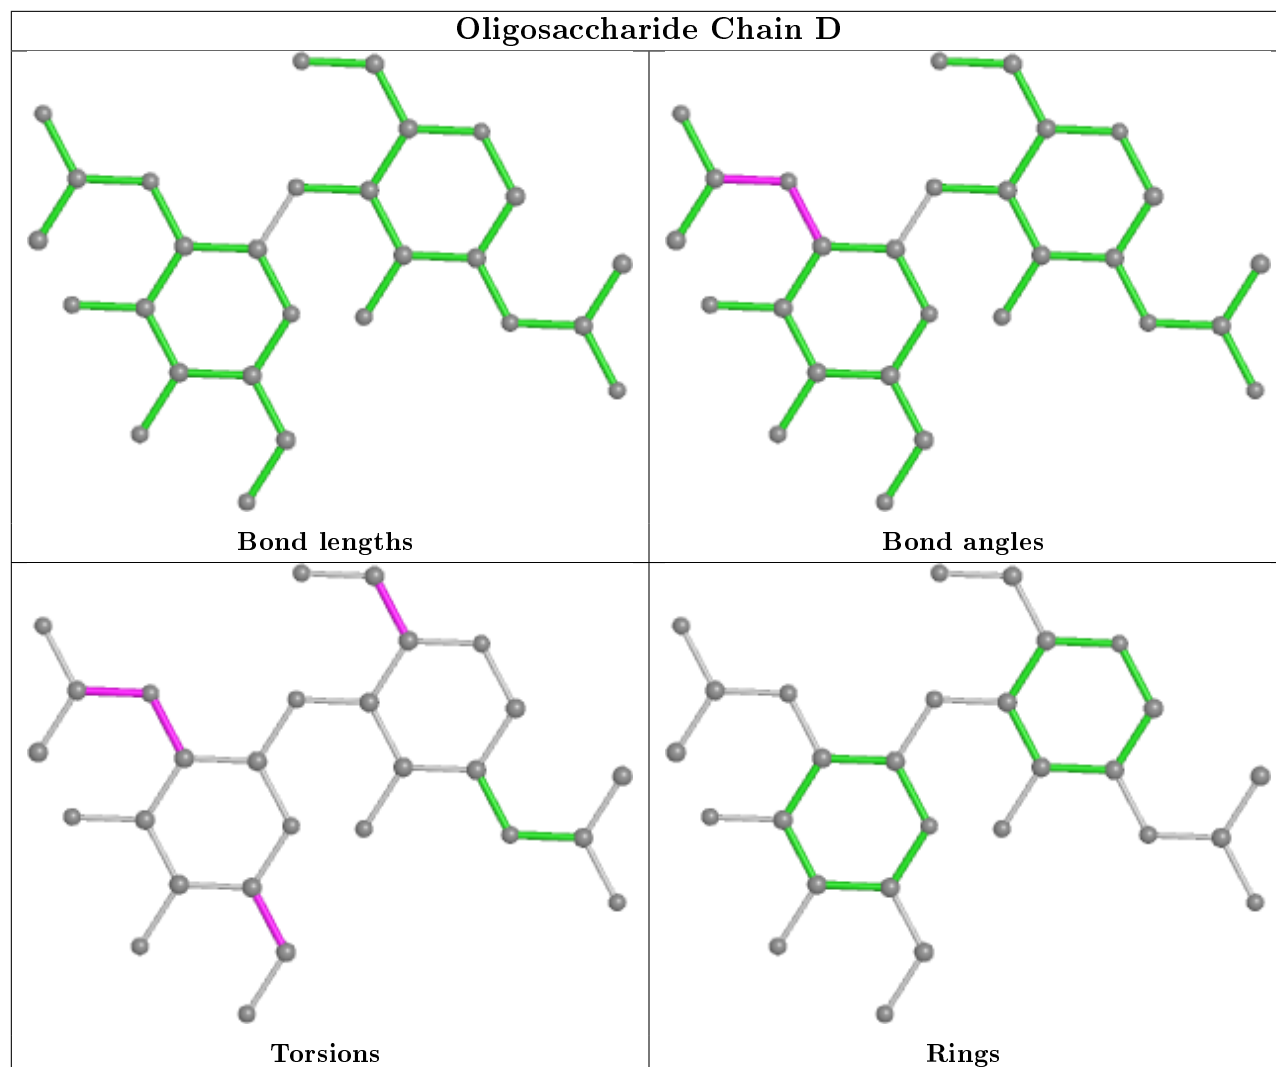 Oligosaccharide Chain D
Bond lengths
Bond angles
Torsions
Rings